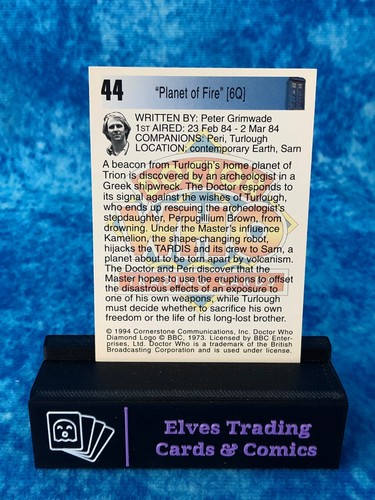 44
"Planet of Fire" [6Q]
WRITTEN BY: Peter Grimwade
1ST AIRED: 23 Feb 84 - 2 Mar 84
COMPANIONS: Peri, Turlough
LOCATION: contemporary Earth, Sarn
A beacon from Turlough's home planet of
Trion is discovered by an archeologist in a
Greek shipwreck. The Doctor responds to
its signal against the wishes of Turlough,
who ends up rescuing the archeologist's
stepdaughter, Perpugillium Brown, from
drowning. Under the Master's influence
Kamelion, the shape-changing robot,
hijacks the TARDIS and its crew to Sarn, a
planet about to be torn apart by volcanism.
The Doctor and Peri discover that the
Master hopes to use the eruptions to offset
the disastrous effects of an exposure to
one of his own weapons, while Turlough
must decide whether to sacrifice his own
freedom or the life of his long-lost brother.
© 1994 Cornerstone Communications, Inc. Doctor Who
Diamond Logo © BBC, 1973. Licensed by BBC Enter-
prises, Ltd. Doctor Who is a trademark of the British
Broadcasting Corporation and is used under license.
Elves Trading
Cards & Comics